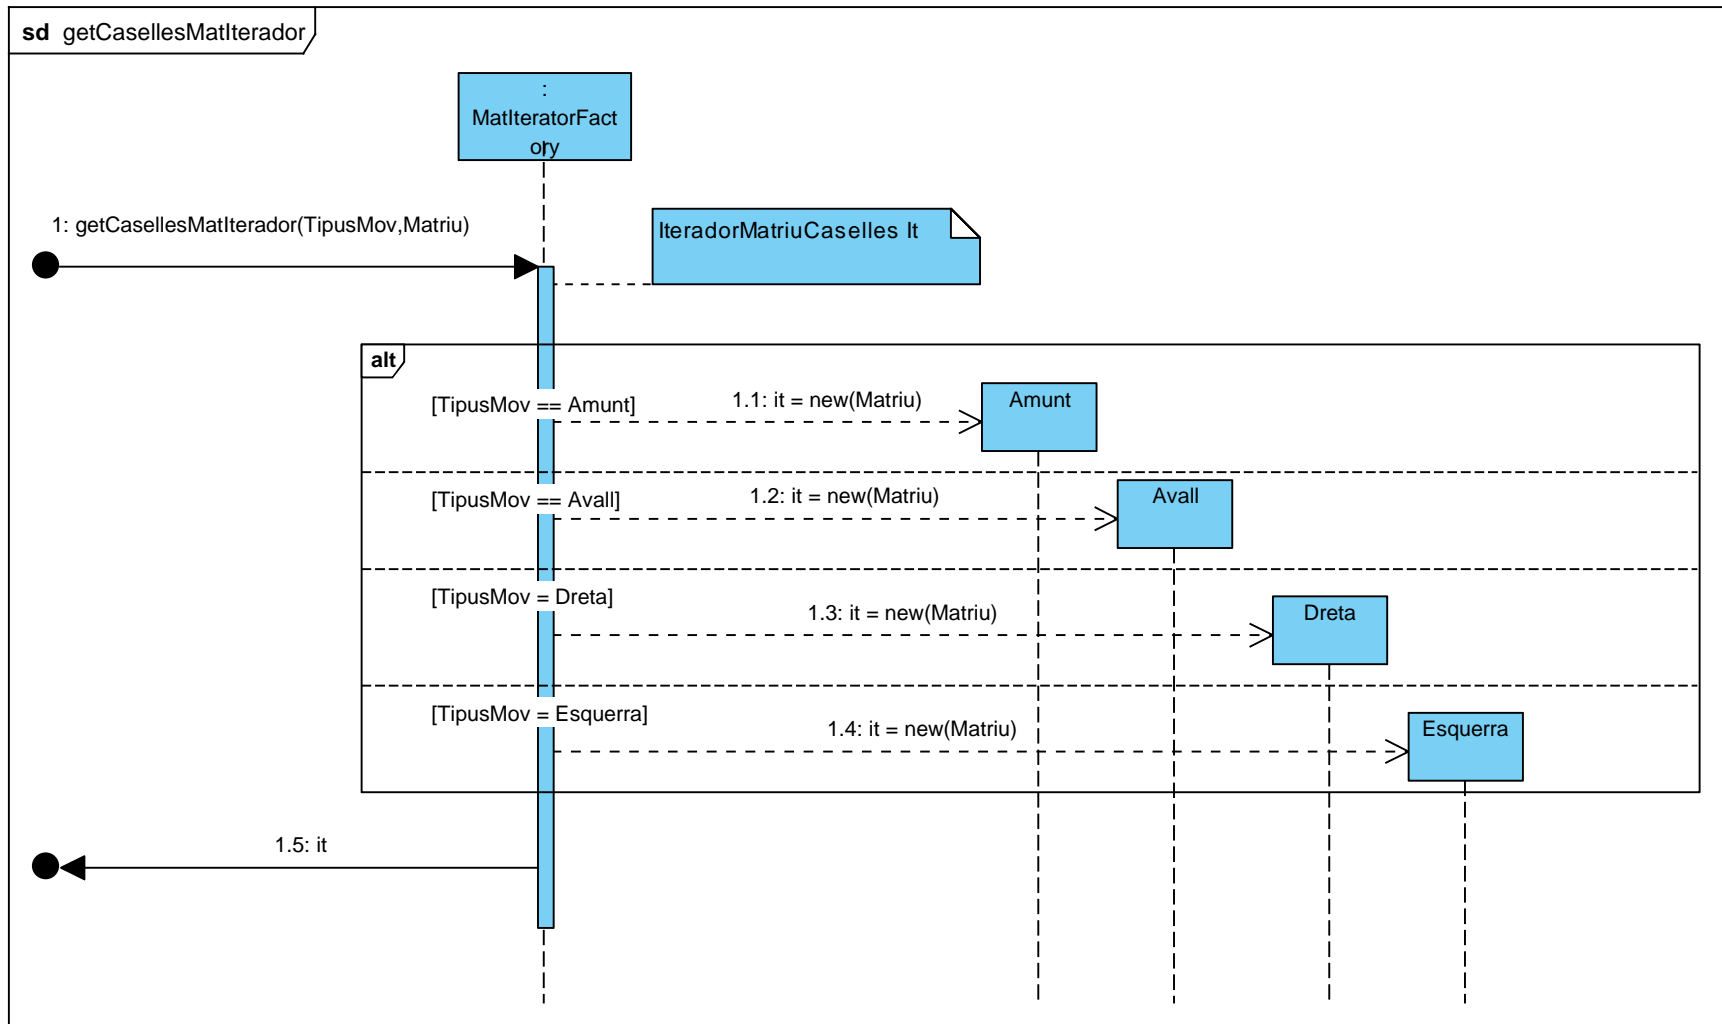 sd getCasellesMatIterador
:
MatIteratorFact
ory
1: getCasellesMatIterador(TipusMov,Matriu)
IteradorMatriuCaselles It
alt
[TipusMov == Amunt]
1.1: it = new(Matriu)
Amunt
[TipusMov == Avall]
1.2: it = new(Matriu)
Avall
[TipusMov = Dreta]
1.3: it = new(Matriu)
Dreta
[TipusMov = Esquerra]
1.4: it = new(Matriu)
Esquerra
1.5: it